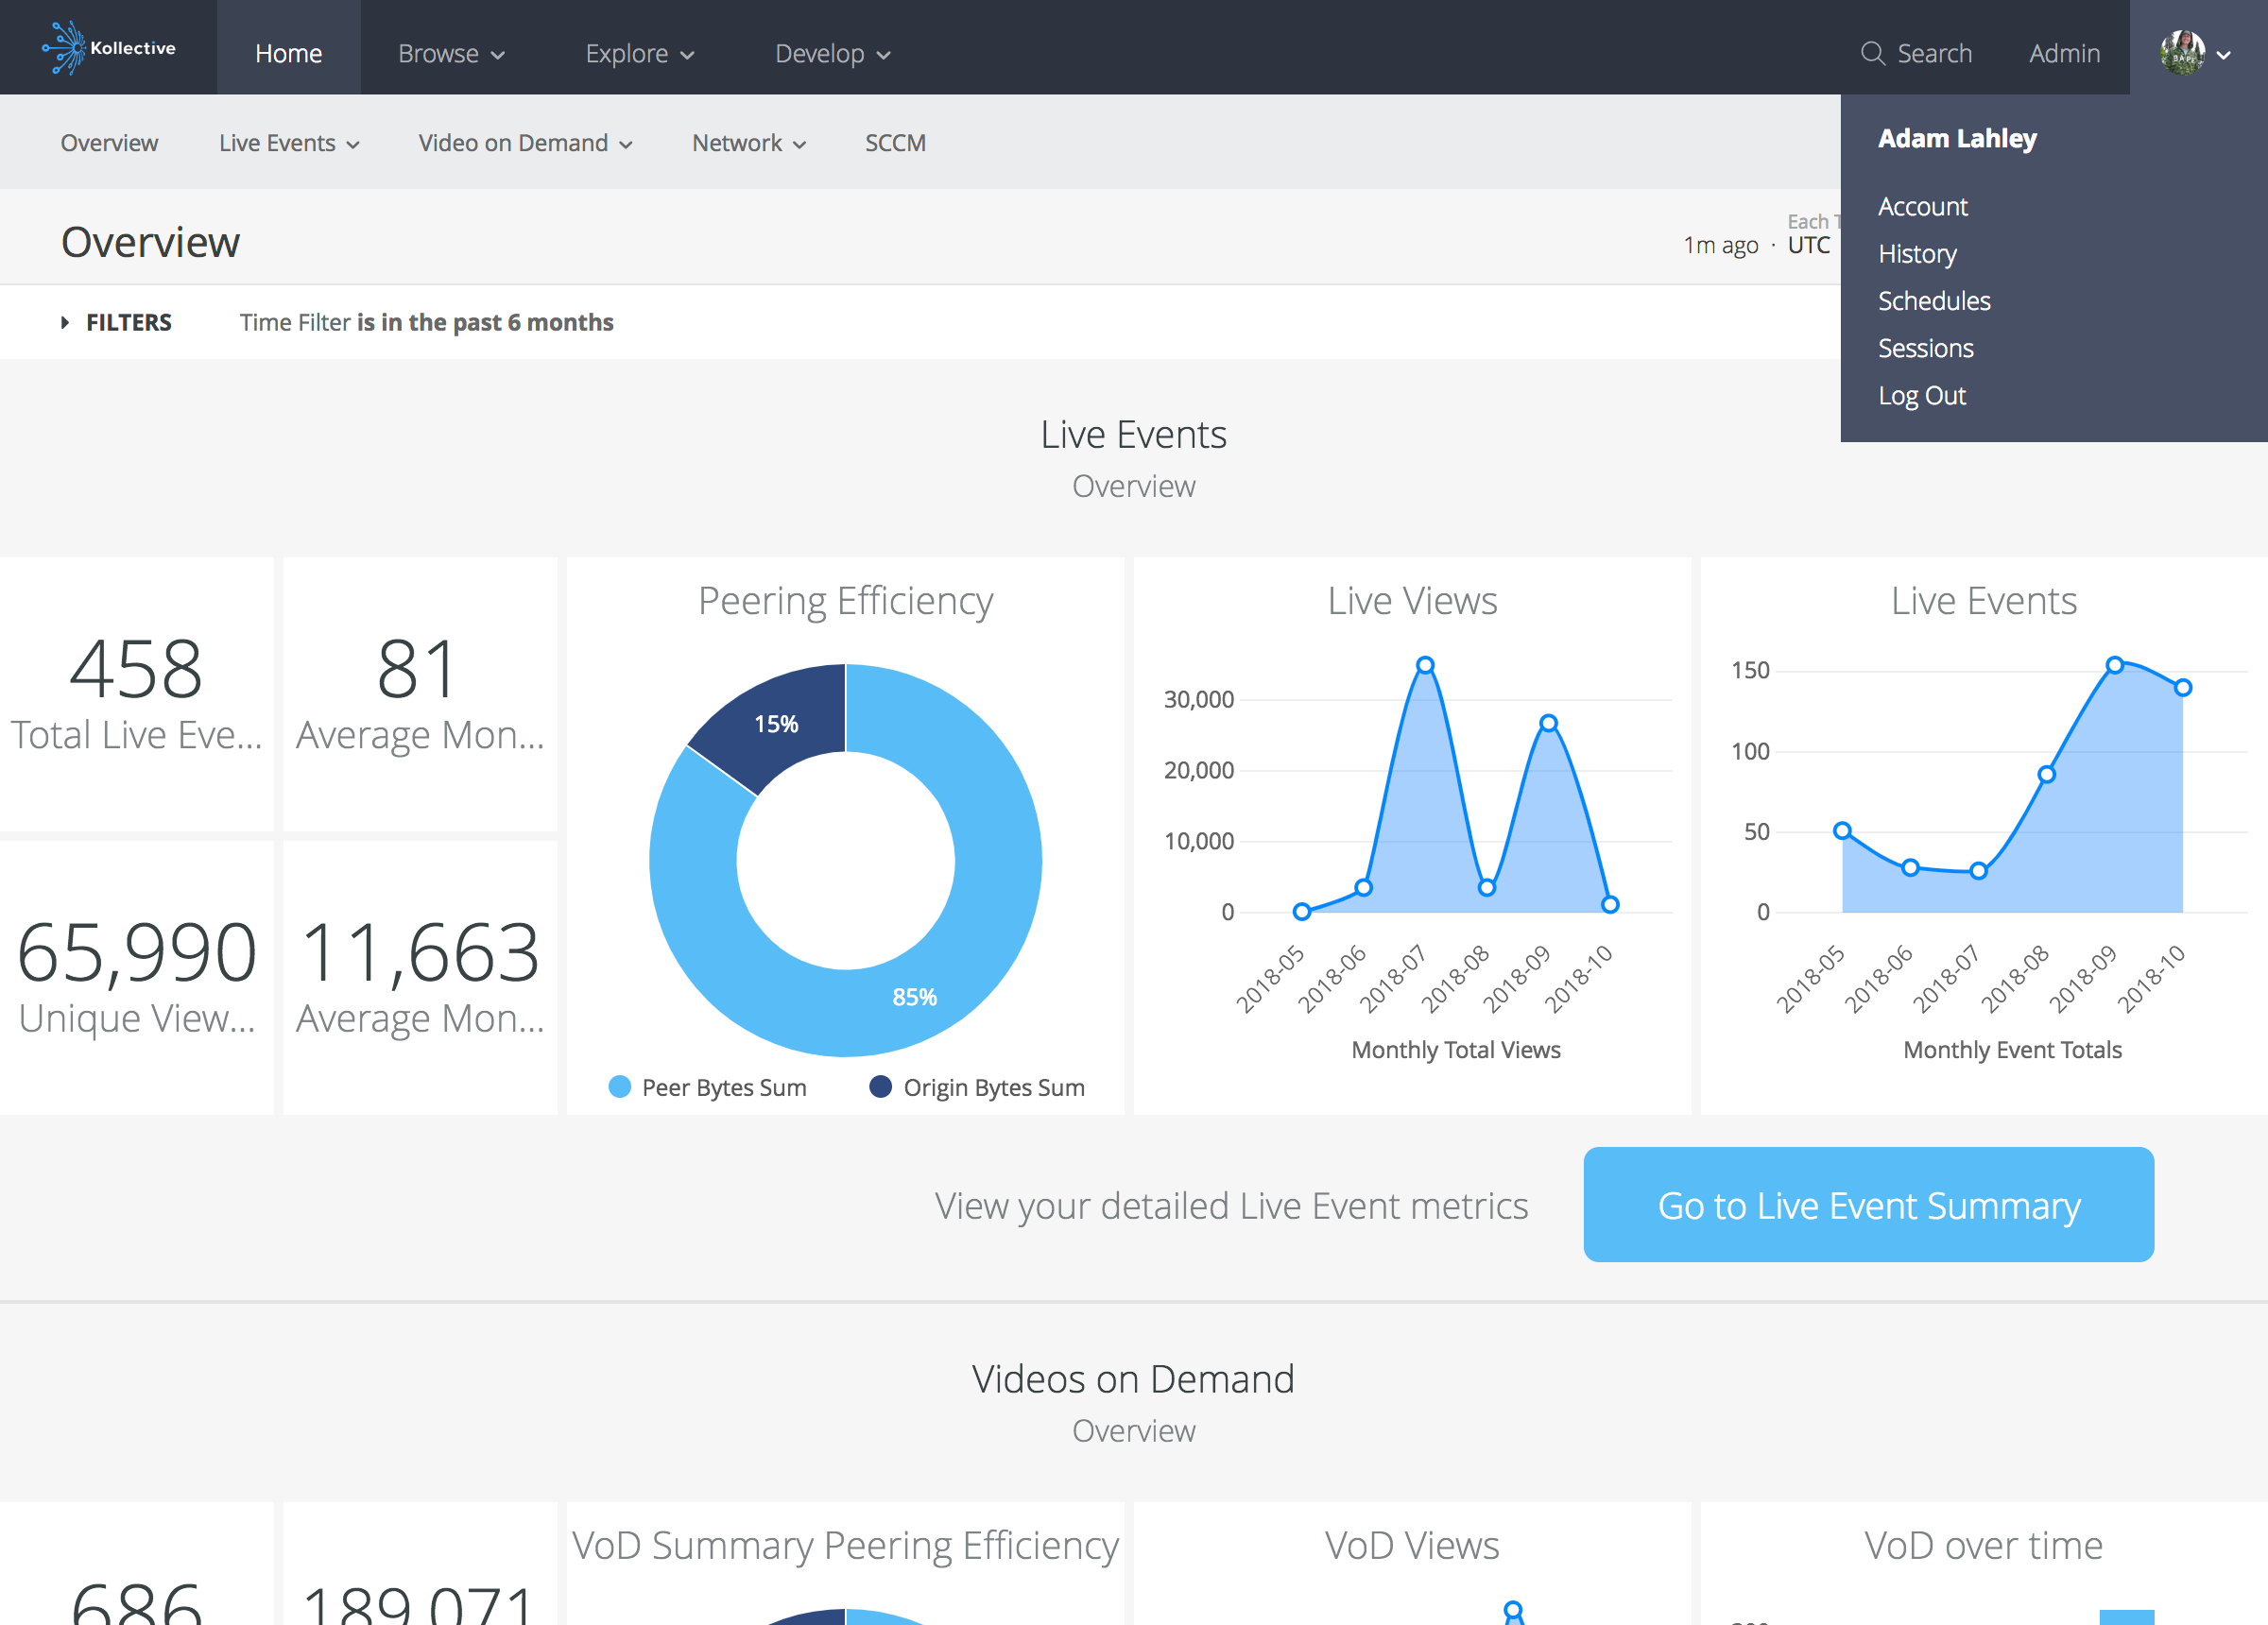 Kollective
Home
Browse
Explore
Develop
Search
Admin
Overview
Live Events
Video on Demand
Network
SCCM
Adam Lahley
Account
History
Schedules
Sessions
Log Out
Overview
Each T
1m ago · UTC
FILTERS
Time Filter is in the past 6 months
Live Events
Overview
458
Total Live Eve...
81
Average Mon...
65,990
Unique View...
11,663
Average Mon...
Peering Efficiency
15%
85%
Peer Bytes Sum
Origin Bytes Sum
Live Views
30,000
20,000
10,000
0
2018-05
2018-06
2018-07
2018-08
2018-09
2018-10
Monthly Total Views
Live Events
150
100
50
0
2018-05
2018-06
2018-07
2018-08
2018-09
2018-10
Monthly Event Totals
View your detailed Live Event metrics
Go to Live Event Summary
Videos on Demand
Overview
686
189,071
VoD Summary Peering Efficiency
VoD Views
VoD over time